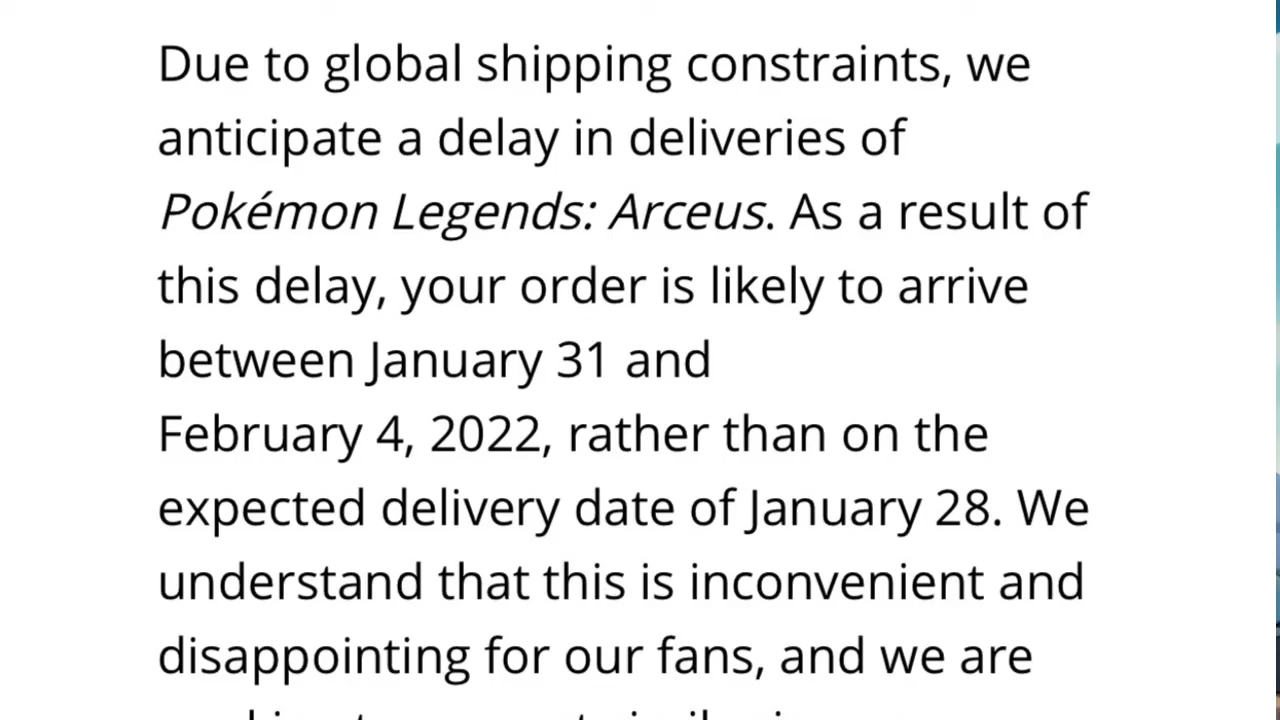 Due to global shipping constraints, we
anticipate a delay in deliveries of
Pokémon Legends: Arceus. As a result of
this delay, your order is likely to arrive
between January 31 and
February 4, 2022, rather than on the
expected delivery date of January 28. We
understand that this is inconvenient and
disappointing for our fans, and we are